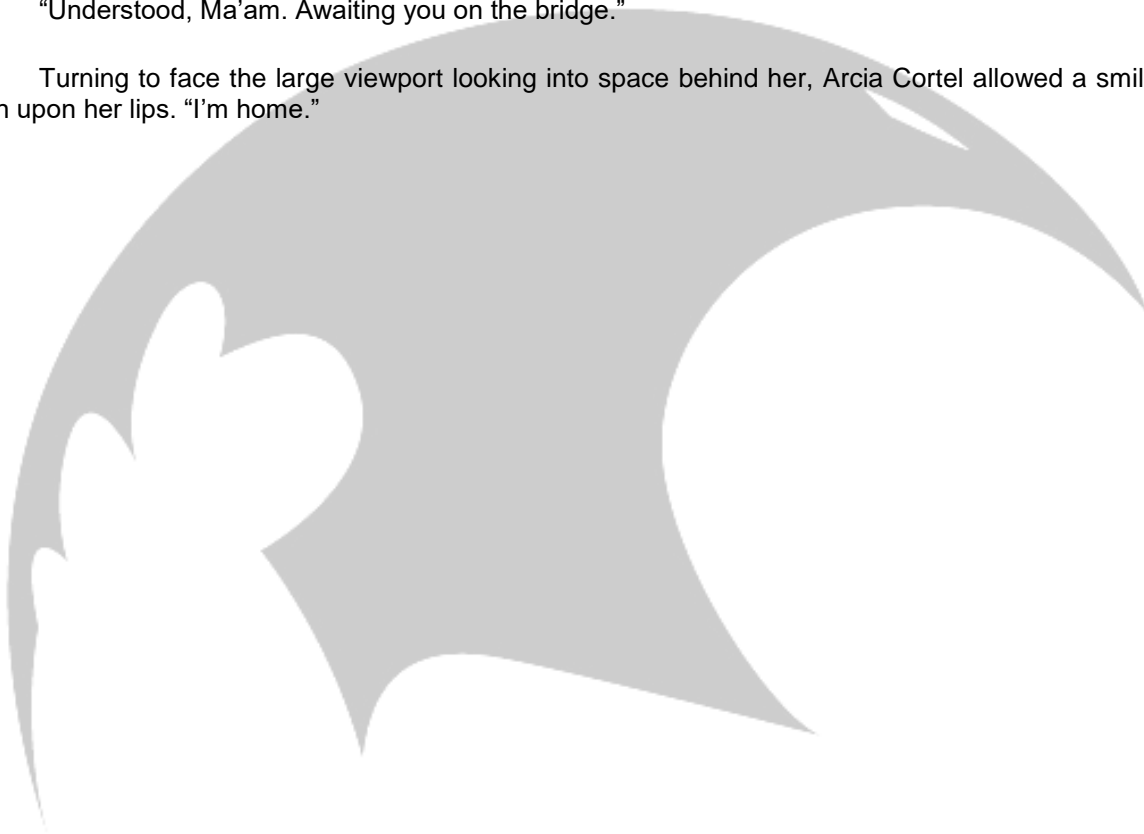 “Understood, Ma’am. Awaiting you on the bridge.”
Turning to face the large viewport looking into space behind her, Arcia Cortel allowed a
upon her lips. “I’m home.”